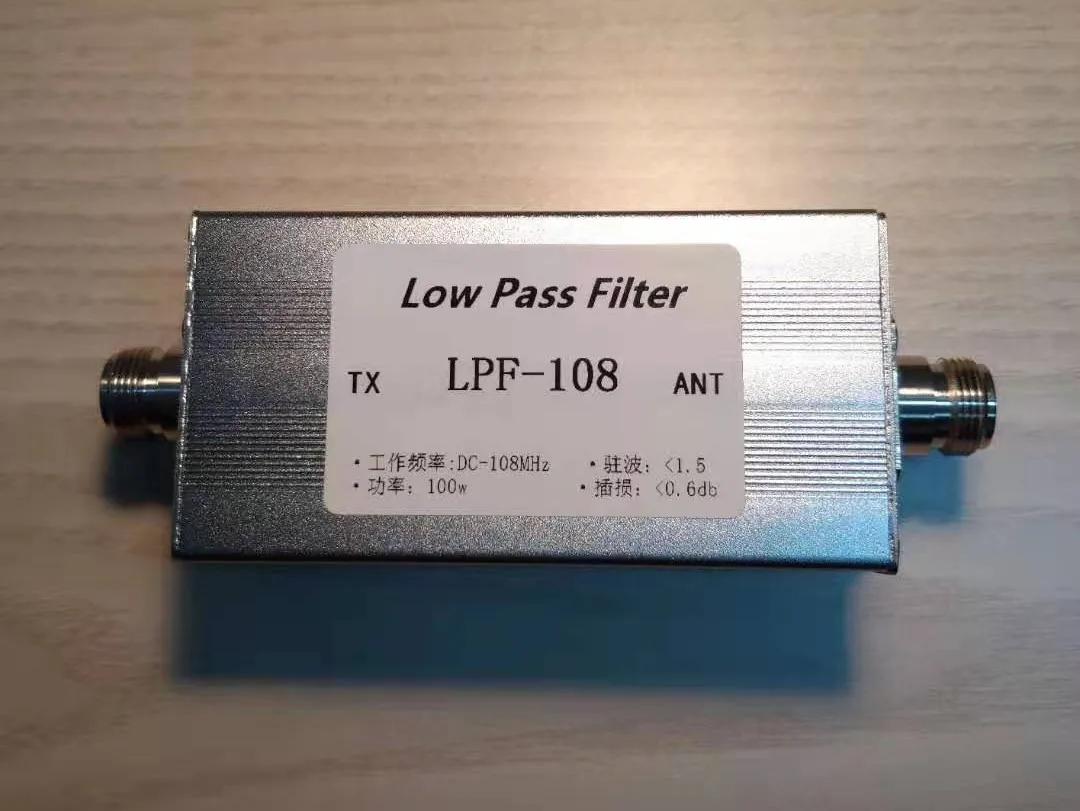 Low Pass Filter
TX LPF-108 ANT
·工作频率:DC-108MHz ·驻波: <1.5
·功率: 100w ·插损: <0.6db